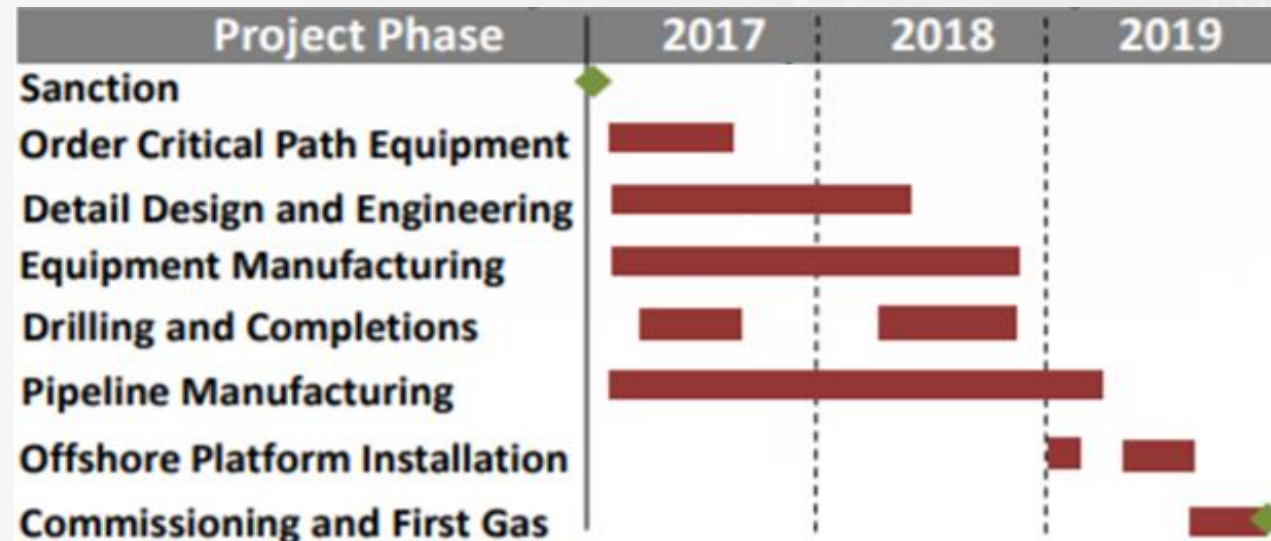 Project Phase 2017 2018 2019
Sanction
Order Critical Path Equipment
Detail Design and Engineering
Equipment Manufacturing
Drilling and Completions
Pipeline Manufacturing
Offshore Platform Installation
Commissioning and First Gas